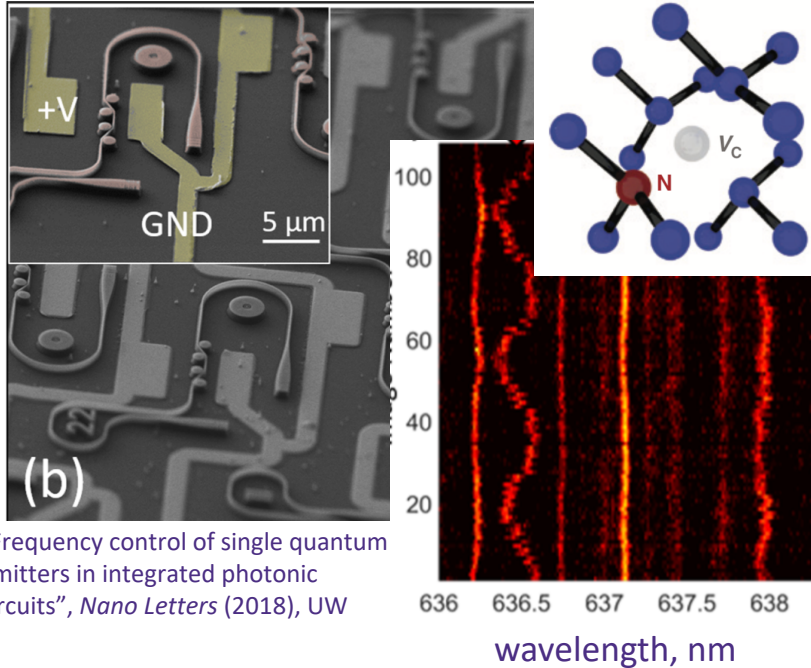 +V
GND
5 µm
22
(b)
V_C
N
100
80
60
40
20
636 636.5 637 637.5 638
wavelength, nm
requency control of single quantum
mitters in integrated photonic
rcuits”, Nano Letters (2018), UW